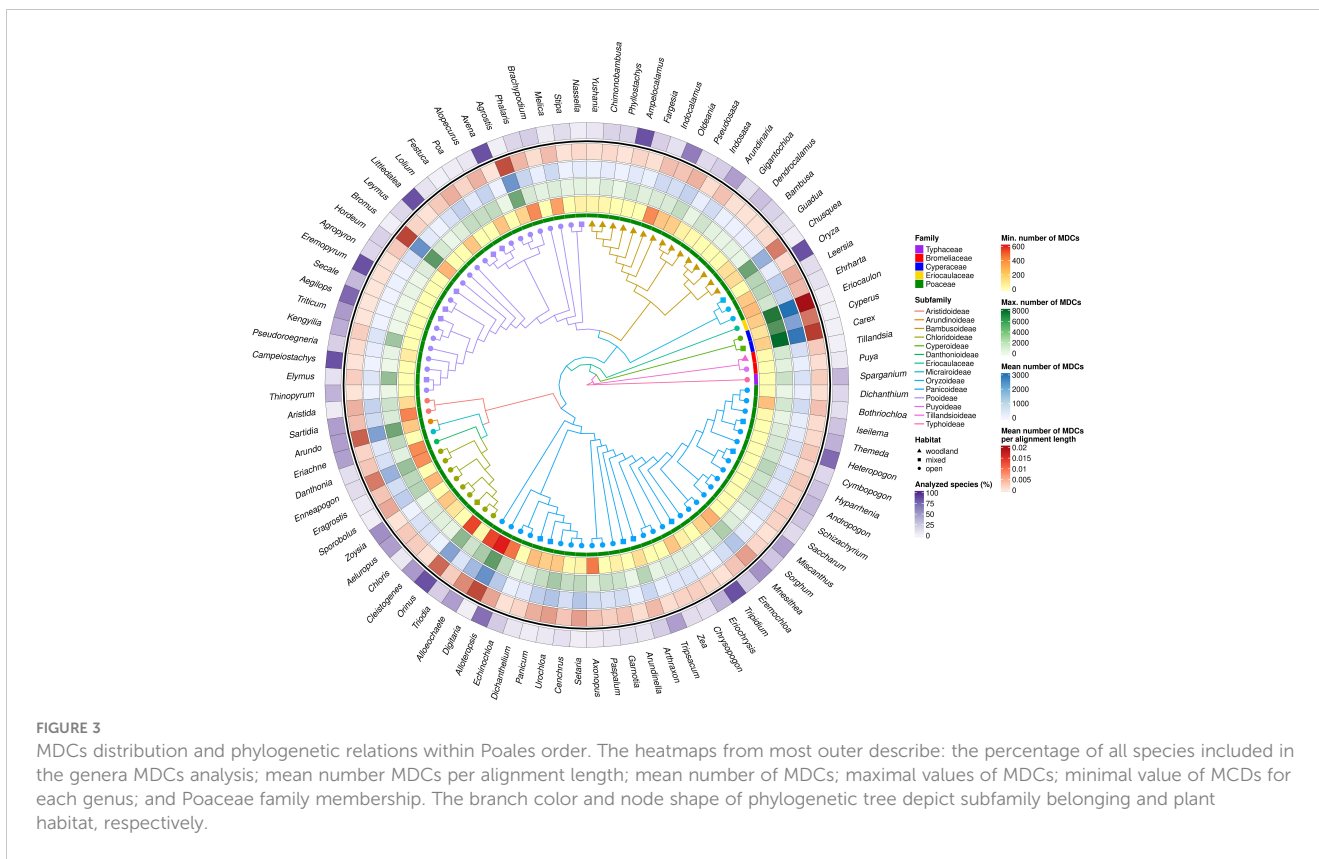 Nassella
Yushania
Chimonobambusa
Phyllostachys
Ampelocalamus
Fargesia
Indocalamus
Oldeania
Pseudosasa
Indosasa
Arundinaria
Gigantochloa
Dendrocalamus
Bambusa
Guadua
Chusquea
Oryza
Leersia
Ehrharta
Eriocaulon
Cyperus
Carex
Tillandsia
Puya
Sparganium
Dichanthium
Bothriochloa
Iseilema
Themeda
Heteropogon
Cymbopogon
Hyparrhenia
Andropogon
Schizachyrium
Saccharum
Miscanthus
Sorghum
Mnesithea
Eremochloa
Tripidium
Eriochrysis
Chrysopogon
Zea
Tripsacum
Arthraxon
Arundinella
Garnotia
Paspalum
Axonopus
Setaria
Cenchrus
Urochloa
Panicum
Dichanthelium
Echinochloa
Alloteropsis
Digitaria
Alloeochaete
Triodia
Orinus
Cleistogenes
Chloris
Aeluropus
Zoysia
Sporobolus
Eragrostis
Enneapogon
Danthonia
Eriachne
Arundo
Sartidia
Aristida
Thinopyrum
Elymus
Campeiostachys
Pseudoroegneria
Kengyilia
Triticum
Aegilops
Secale
Eremopyrum
Agropyron
Hordeum
Bromus
Leymus
Littledalea
Lolium
Festuca
Poa
Alopecurus
Avena
Agrostis
Phalaris
Brachypodium
Melica
Stipa
Family
Typhaceae
Bromeliaceae
Cyperaceae
Eriocaulaceae
Poaceae
Subfamily
Aristidoideae
Arundinoideae
Bambusoideae
Chloridoideae
Cyperoideae
Danthonioideae
Eriocaulaceae
Micrairoideae
Oryzoideae
Panicoideae
Pooideae
Puyoideae
Tillandsioideae
Typhoideae
Habitat
woodland
mixed
open
Analyzed species (%)
100
75
50
25
0
Min. number of MDCs
600
400
200
0
Max. number of MDCs
8000
6000
4000
2000
0
Mean number of MDCs
3000
2000
1000
0
Mean number of MDCs
per alignment length
0.02
0.015
0.01
0.005
0
FIGURE 3
MDCs distribution and phylogenetic relations within Poales order. The heatmaps from most outer describe: the percentage of all species included in
the genera MDCs analysis; mean number MDCs per alignment length; mean number of MDCs; maximal values of MDCs; minimal value of MCDs for
each genus; and Poaceae family membership. The branch color and node shape of phylogenetic tree depict subfamily belonging and plant
habitat, respectively.